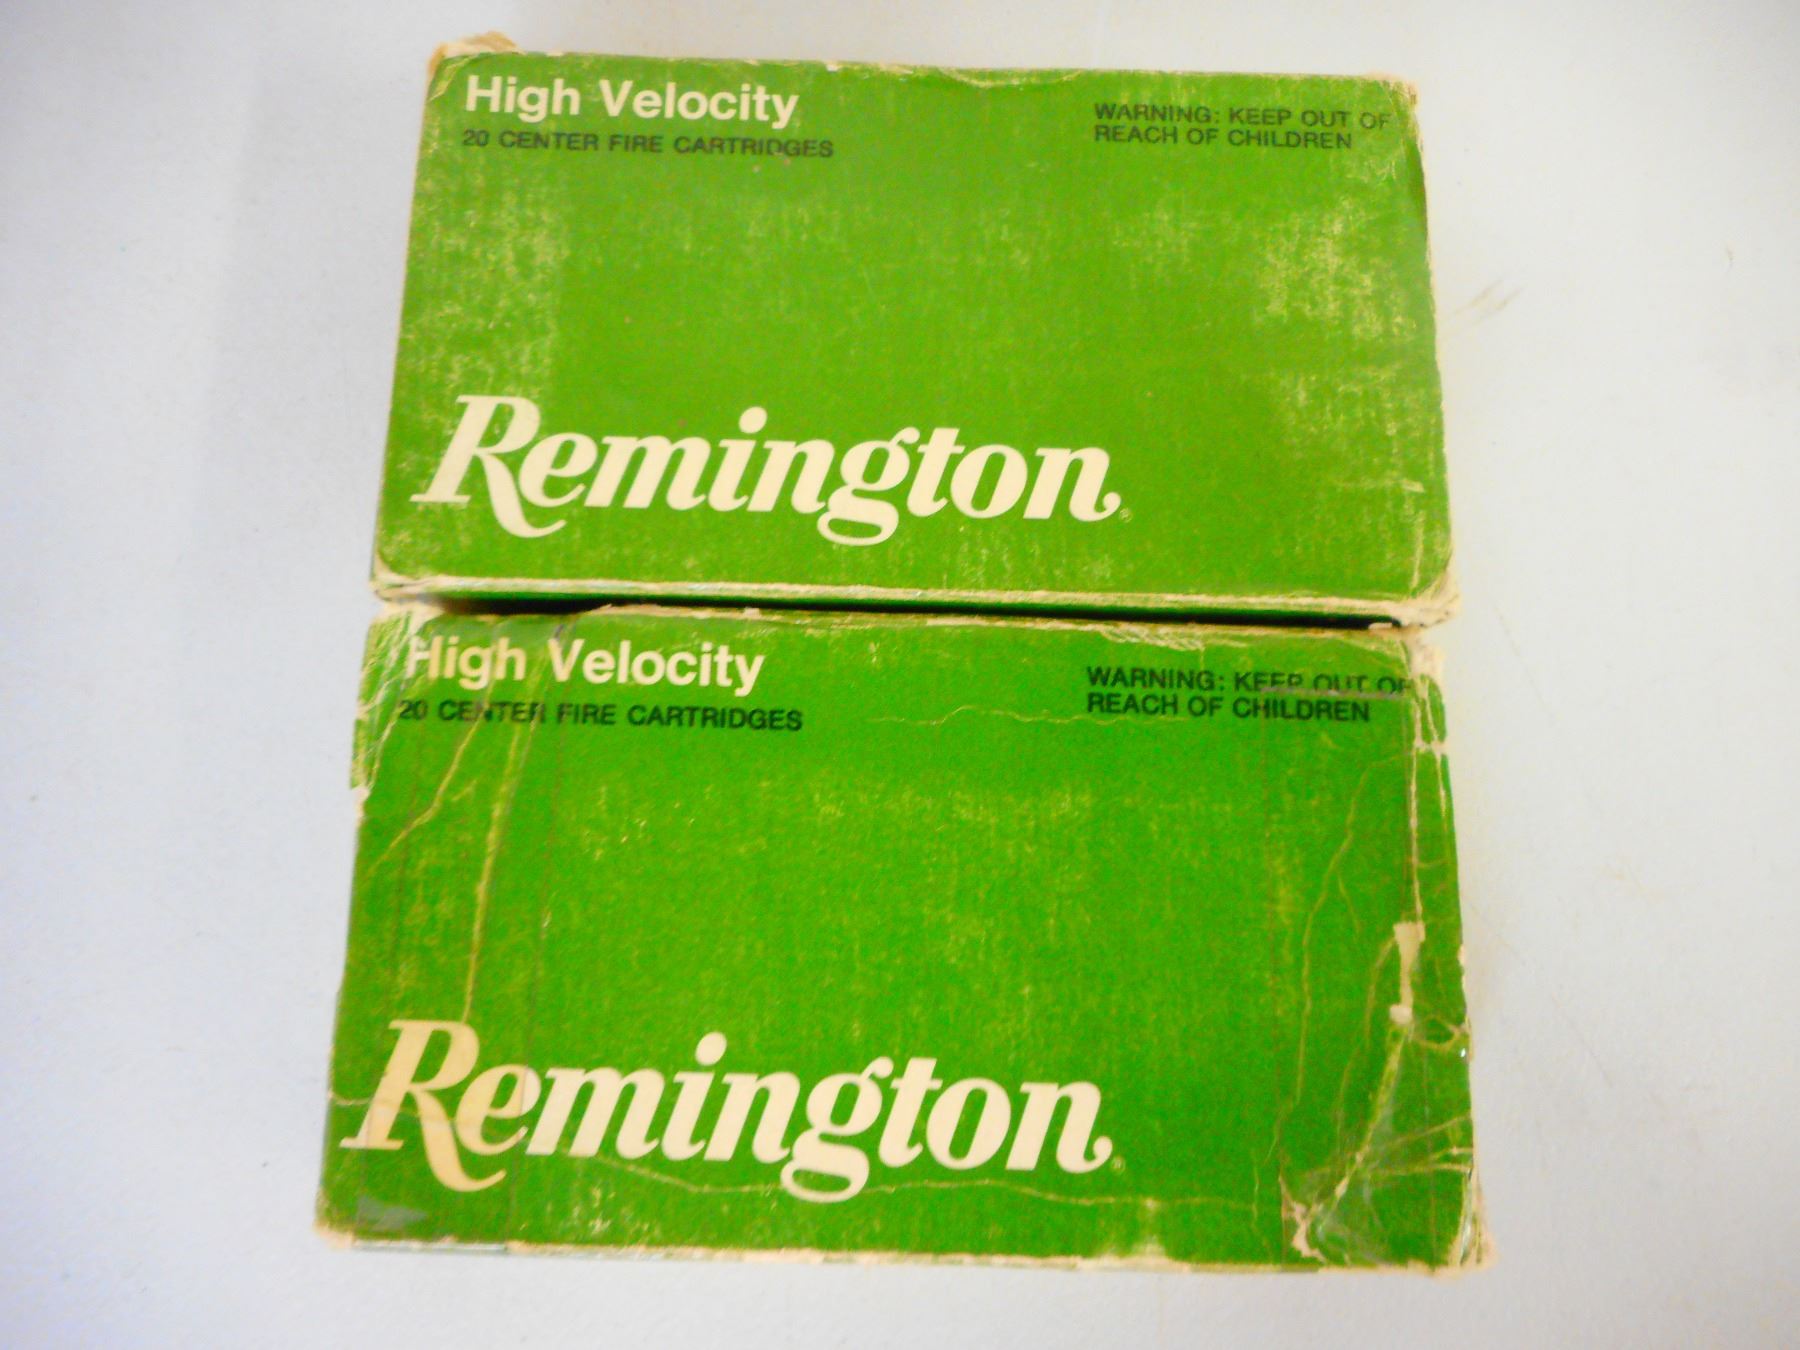 High Velocity
20 CENTER FIRE CARTRIDGES
WARNING: KEEP OUT OF
REACH OF CHILDREN
Remington®
High Velocity
20 CENTER FIRE CARTRIDGES
WARNING: KEEP OUT OF
REACH OF CHILDREN
Remington®